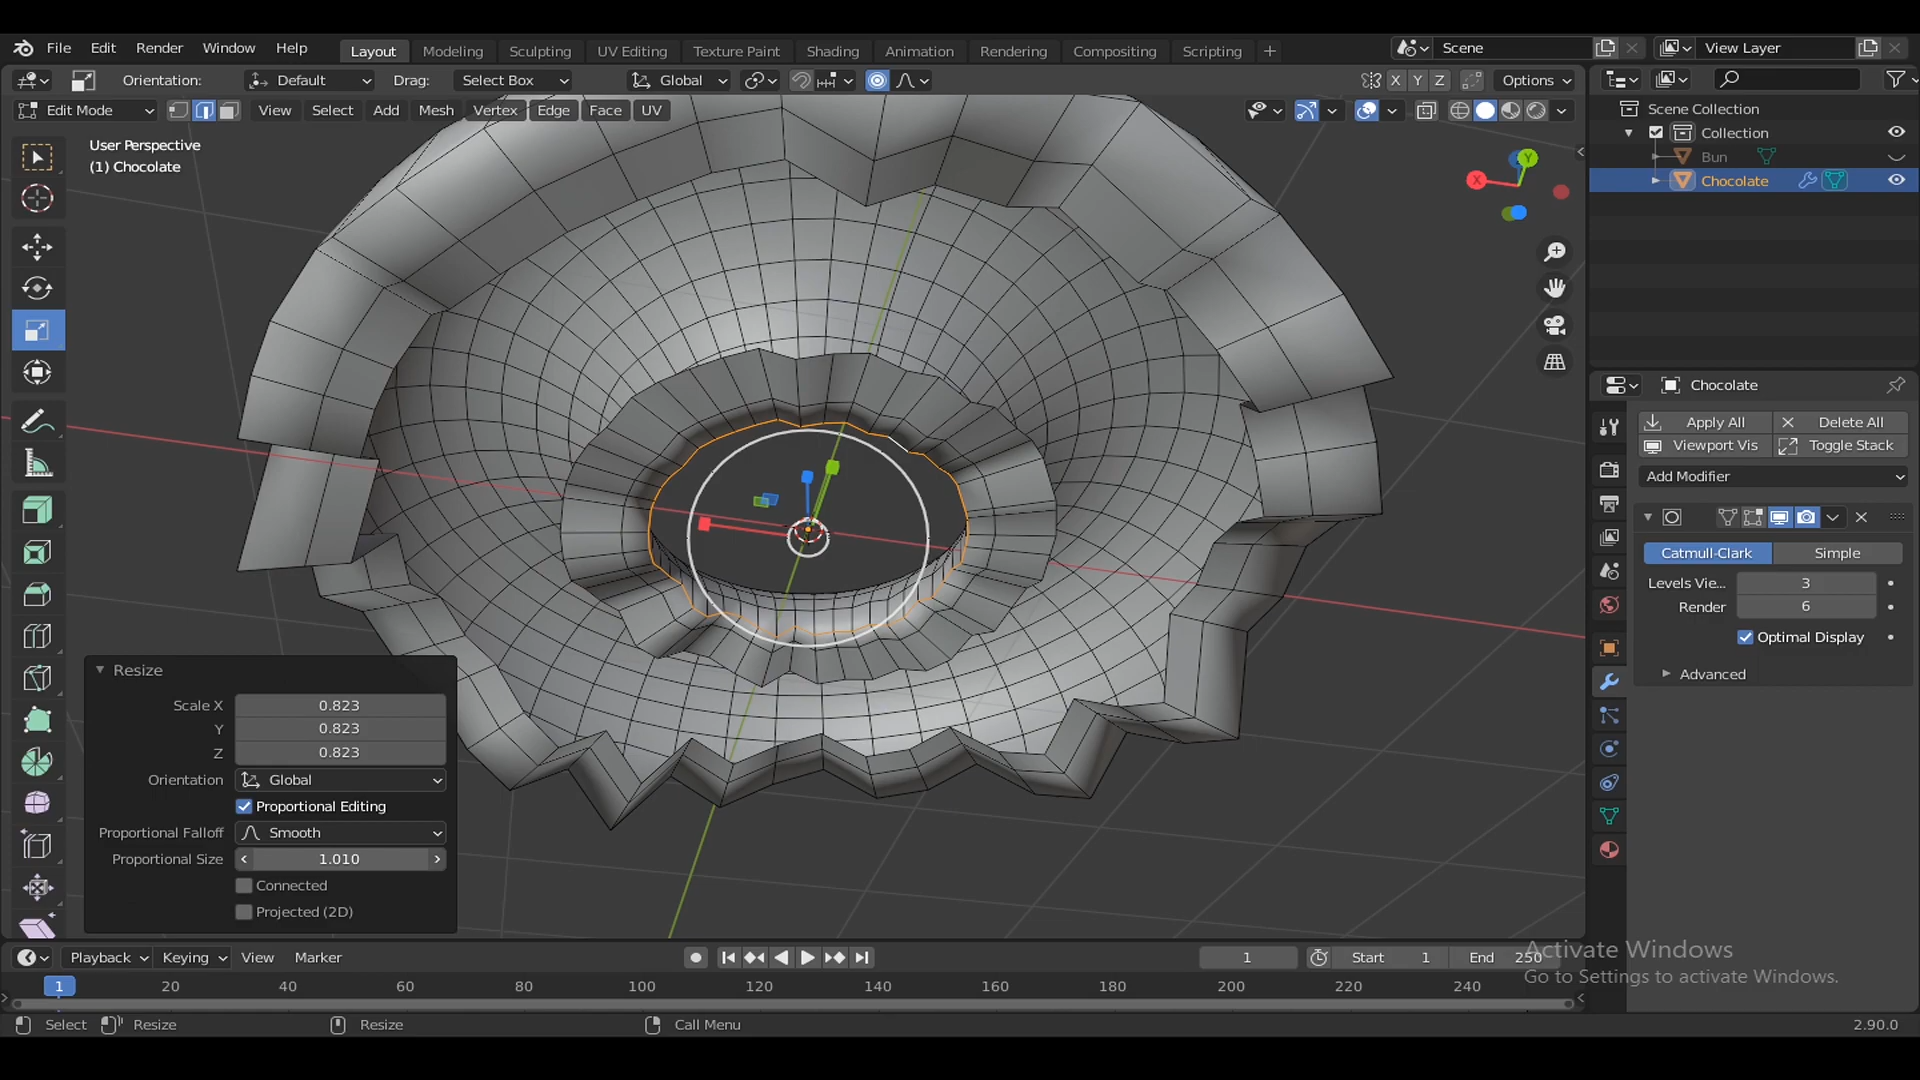 File Edit Render Window Help Layout Modeling Sculpting UV Editing Texture Paint Shading Animation Rendering Compositing Scripting + Scene View Layer
Orientation: Default Drag: Select Box Global X Y Z Options
Edit Mode View Select Add Mesh Vertex Edge Face UV
User Perspective
(1) Chocolate
Y
X
Scene Collection
Collection
Bun
Chocolate
Chocolate
Apply All Delete All
Viewport Vis Toggle Stack
Add Modifier
Catmull-Clark Simple
Levels Vie... 3
Render 6
Optimal Display
Advanced
Resize
Scale X 0.823
Y 0.823
Z 0.823
Orientation Global
Proportional Editing
Proportional Falloff Smooth
Proportional Size 1.010
Connected
Projected (2D)
Activate Windows
Go to Settings to activate Windows.
Playback Keying View Marker 1 Start 1 End 250
1 20 40 60 80 100 120 140 160 180 200 220 240
Select Resize Resize Call Menu 2.90.0